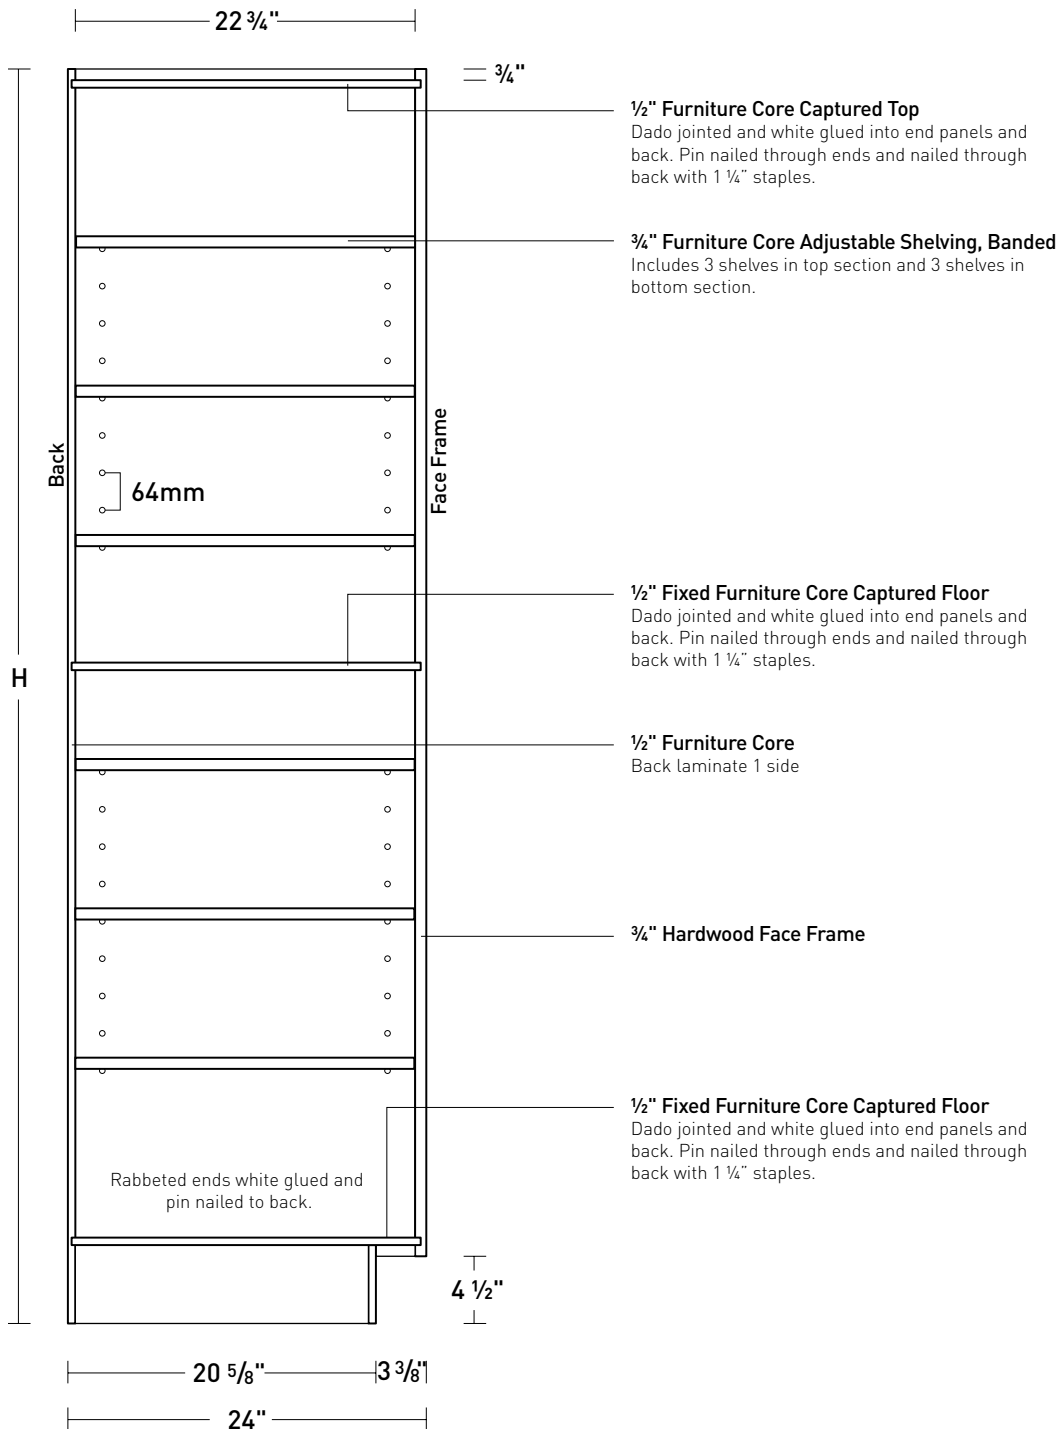 22 ¾"
¾"
½" Furniture Core Captured Top
Dado jointed and white glued into end panels and
back. Pin nailed through ends and nailed through
back with 1 ¼” staples.
¾" Furniture Core Adjustable Shelving, Banded
Includes 3 shelves in top section and 3 shelves in
bottom section.
Back
Face Frame
64mm
½" Fixed Furniture Core Captured Floor
Dado jointed and white glued into end panels and
back. Pin nailed through ends and nailed through
back with 1 ¼” staples.
H
½" Furniture Core
Back laminate 1 side
¾" Hardwood Face Frame
½" Fixed Furniture Core Captured Floor
Dado jointed and white glued into end panels and
back. Pin nailed through ends and nailed through
back with 1 ¼” staples.
Rabbeted ends white glued and
pin nailed to back.
4 ½"
20 ⅝"
3 ⅜"
24"